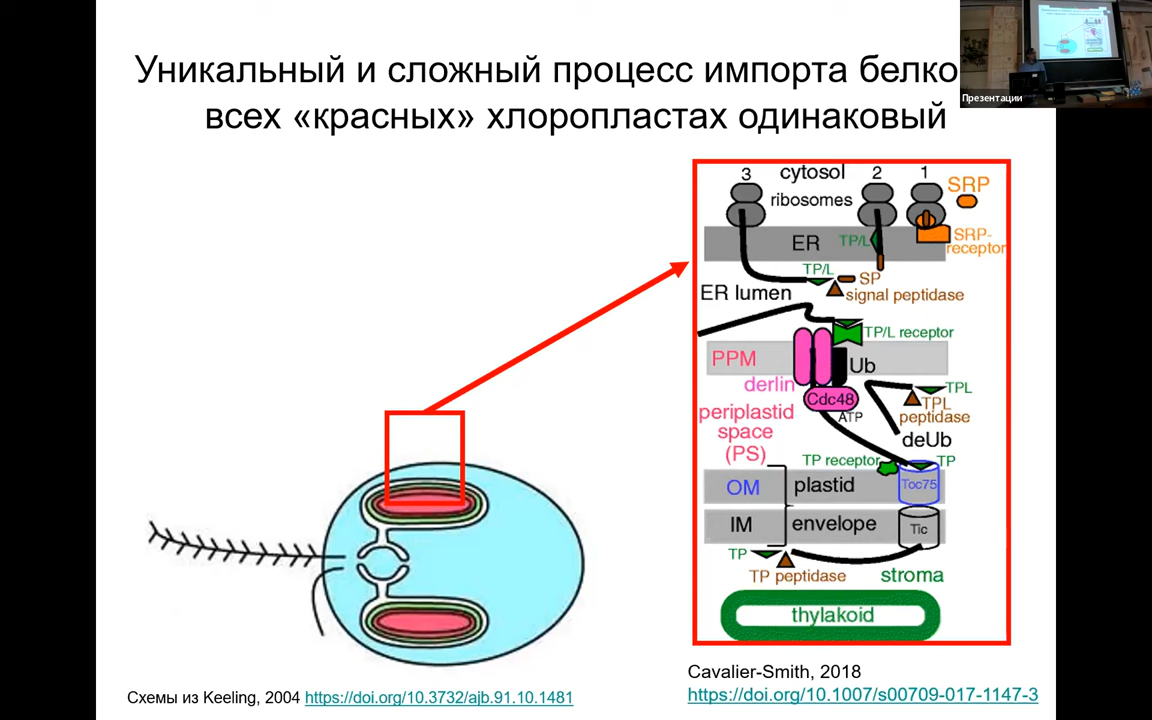 Уникальный и сложный процесс импорта
всех «красных» хлоропластах одинаковый
Презентации
3 cytosol 2 1
SRP
ribosomes
ER TP/L SRP-
receptor
TP/L SP
ER lumen signal peptidase
TP/L receptor
PPM Ub
derlin TPL
Cdc48 TPL
periplastid ATP peptidase
space deUb
(PS) TP receptor TP
OM plastid Toc75
IM envelope Tic
TP
TP peptidase stroma
thylakoid
Cavalier-Smith, 2018
https://doi.org/10.1007/s00709-017-1147-3
Схемы из Keeling, 2004 https://doi.org/10.3732/ajb.91.10.1481